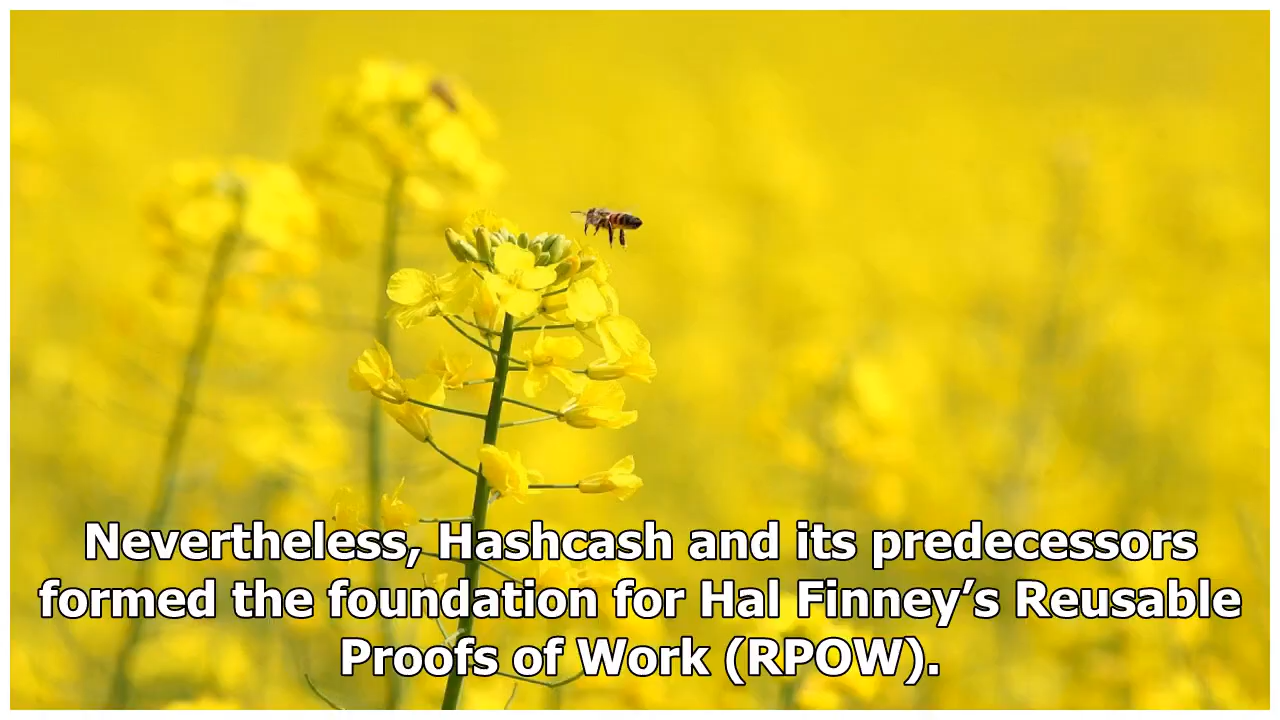 Nevertheless, Hashcash and its predecessors
formed the foundation for Hal Finney’s Reusable
Proofs of Work (RPOW).